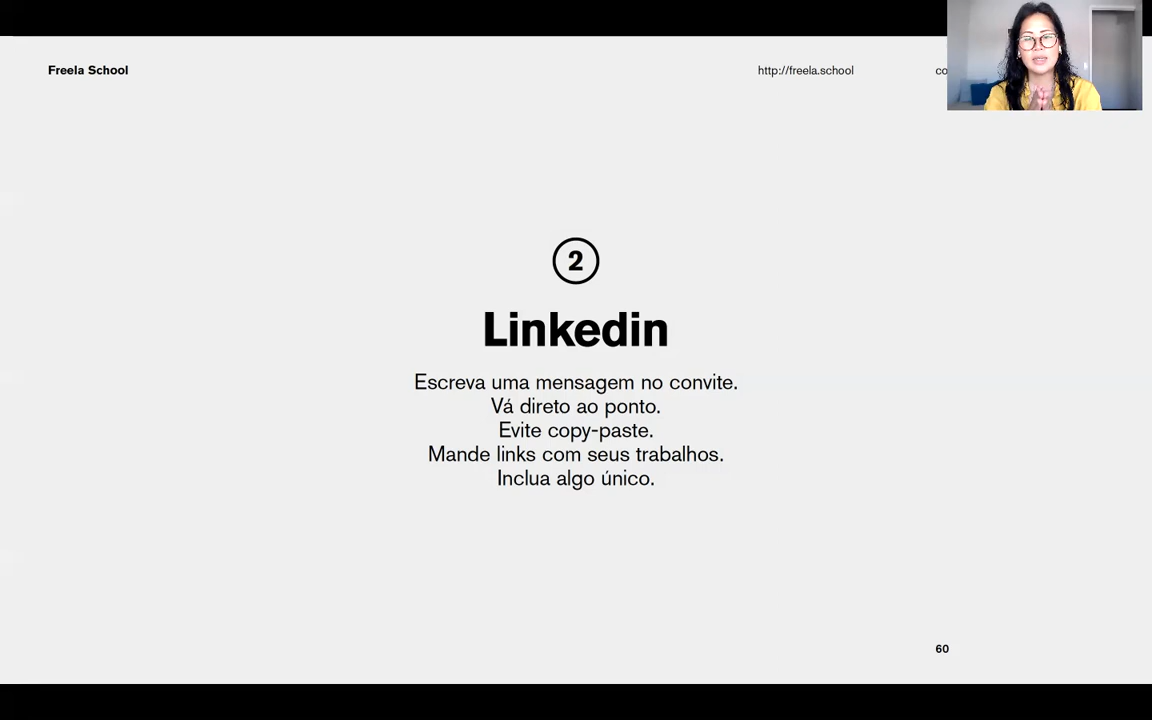 Freela School
http://freela.school
2
Linkedin
Escreva uma mensagem no convite.
Vá direto ao ponto.
Evite copy-paste.
Mande links com seus trabalhos.
Inclua algo único.
60